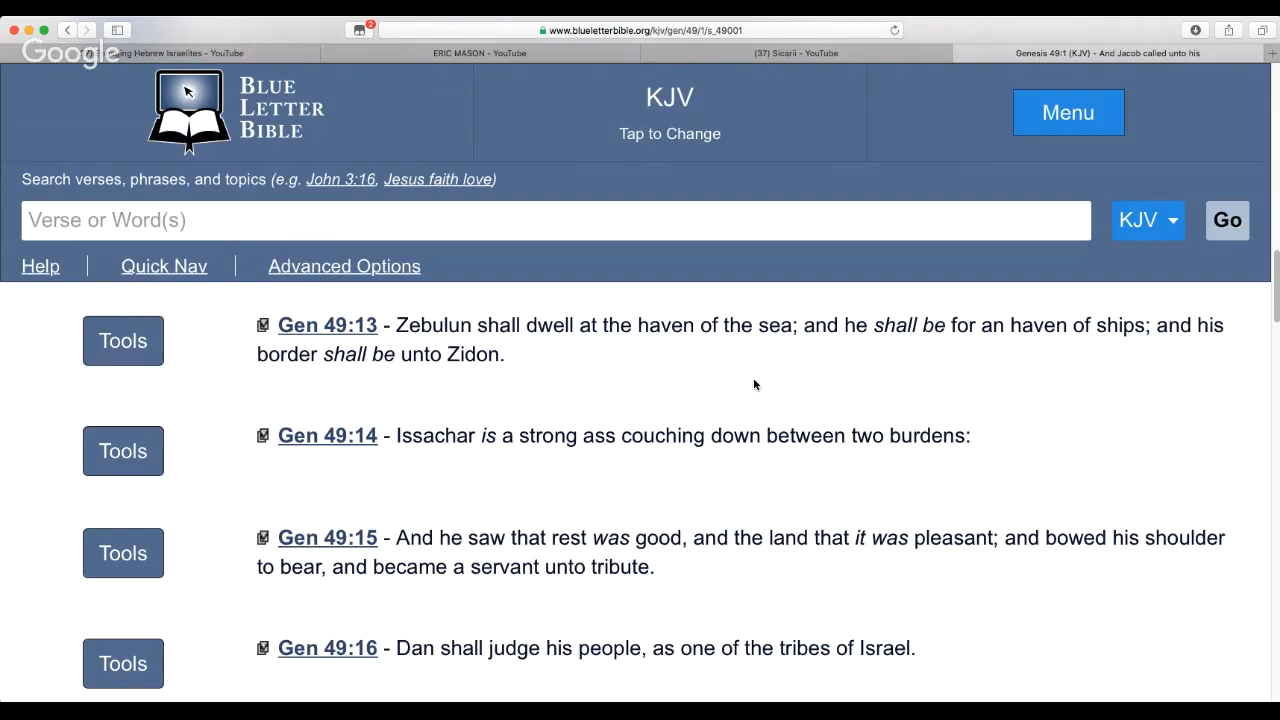 2
www.blueletterbible.org/kjv/gen/49/1/s_49001
Google
ging Hebrew Israelites - YouTube
ERIC MASON - YouTube
(37) Sicarii - YouTube
Genesis 49:1 (KJV) - And Jacob called unto his
BLUE
LETTER
BIBLE
KJV
Tap to Change
Menu
Search verses, phrases, and topics (e.g. John 3:16, Jesus faith love)
Verse or Word(s)
KJV
Go
Help
Quick Nav
Advanced Options
Tools
Gen 49:13 - Zebulun shall dwell at the haven of the sea; and he shall be for an haven of ships; and his
border shall be unto Zidon.
Tools
Gen 49:14 - Issachar is a strong ass couching down between two burdens:
Tools
Gen 49:15 - And he saw that rest was good, and the land that it was pleasant; and bowed his shoulder
to bear, and became a servant unto tribute.
Tools
Gen 49:16 - Dan shall judge his people, as one of the tribes of Israel.